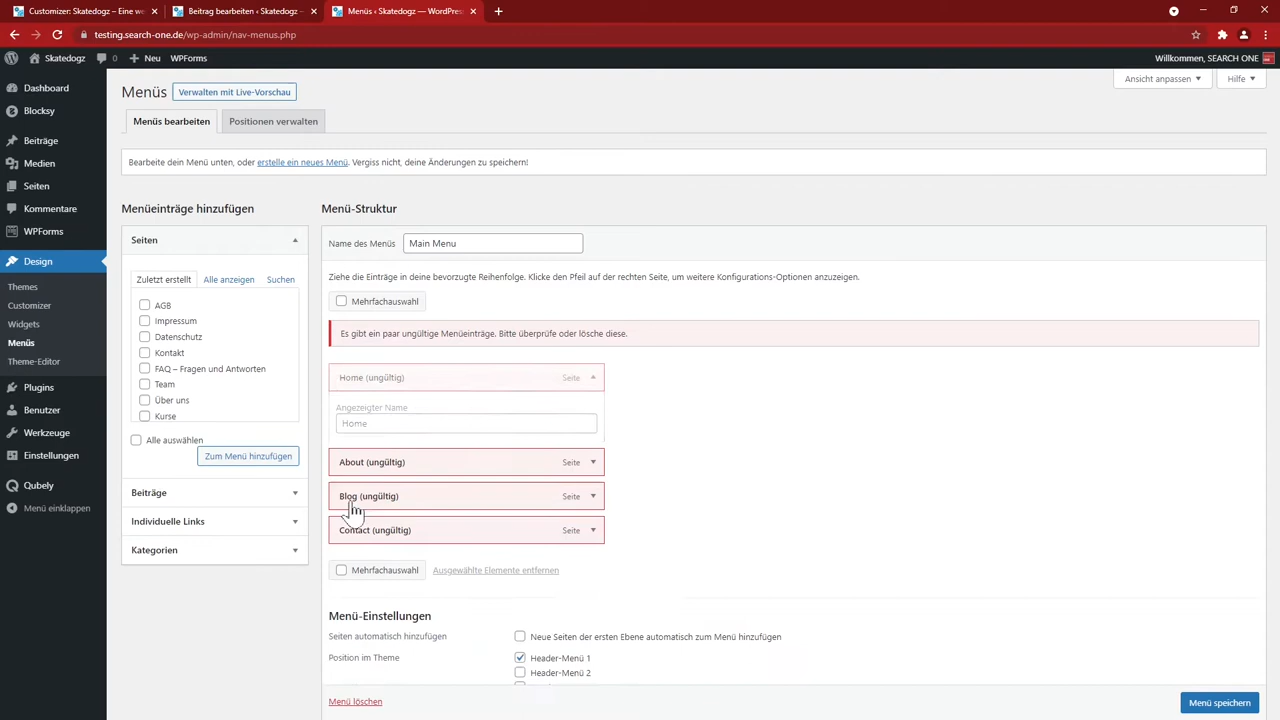 Customizer: Skatedogz – Eine we
Beitrag bearbeiten ‹ Skatedogz –
Menüs ‹ Skatedogz — WordPres
testing.search-one.de/wp-admin/nav-menus.php
Skatedogz
0
Neu
WPForms
Willkommen, SEARCH ONE
Dashboard
Blocksy
Beiträge
Medien
Seiten
Kommentare
WPForms
Design
Themes
Customizer
Widgets
Menüs
Theme-Editor
Plugins
Benutzer
Werkzeuge
Einstellungen
Qubely
Menü einklappen
Ansicht anpassen
Hilfe
Menüs
Verwalten mit Live-Vorschau
Menüs bearbeiten
Positionen verwalten
Bearbeite dein Menü unten, oder erstelle ein neues Menü. Vergiss nicht, deine Änderungen zu speichern!
Menüeinträge hinzufügen
Seiten
Zuletzt erstellt
Alle anzeigen
Suchen
AGB
Impressum
Datenschutz
Kontakt
FAQ – Fragen und Antworten
Team
Über uns
Kurse
Alle auswählen
Zum Menü hinzufügen
Beiträge
Individuelle Links
Kategorien
Menü-Struktur
Name des Menüs
Main Menu
Ziehe die Einträge in deine bevorzugte Reihenfolge. Klicke den Pfeil auf der rechten Seite, um weitere Konfigurations-Optionen anzuzeigen.
Mehrfachauswahl
Es gibt ein paar ungültige Menüeinträge. Bitte überprüfe oder lösche diese.
Home (ungültig)
Seite
Angezeigter Name
Home
About (ungültig)
Seite
Blog (ungültig)
Seite
Contact (ungültig)
Seite
Mehrfachauswahl
Ausgewählte Elemente entfernen
Menü-Einstellungen
Seiten automatisch hinzufügen
Neue Seiten der ersten Ebene automatisch zum Menü hinzufügen
Position im Theme
Header-Menü 1
Header-Menü 2
Menü löschen
Menü speichern